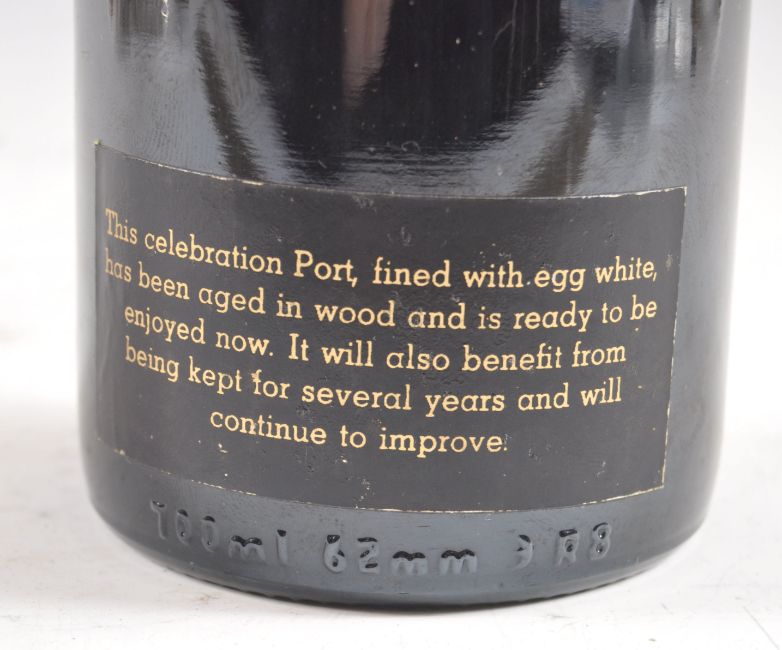 This celebration Port, fined with egg white,
has been aged in wood and is ready to be
enjoyed now. It will also benefit from
being kept for several years and will
continue to improve.
700ml 62mm ∋ R8